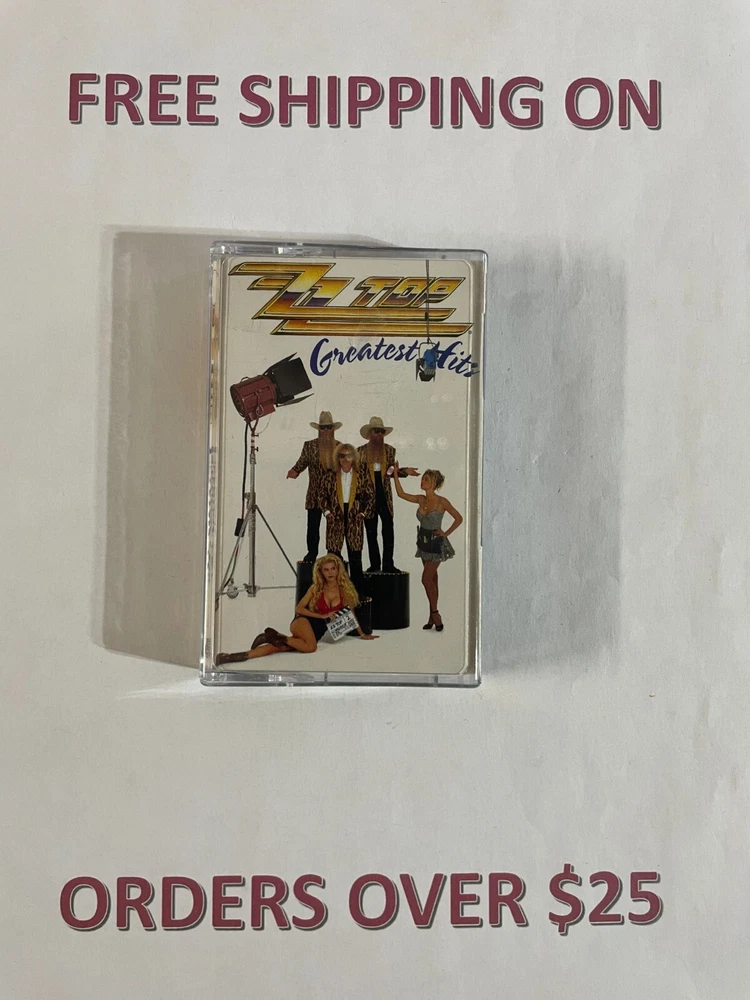 FREE SHIPPING ON
ZZ TOP
Greatest Hits
ORDERS OVER $25